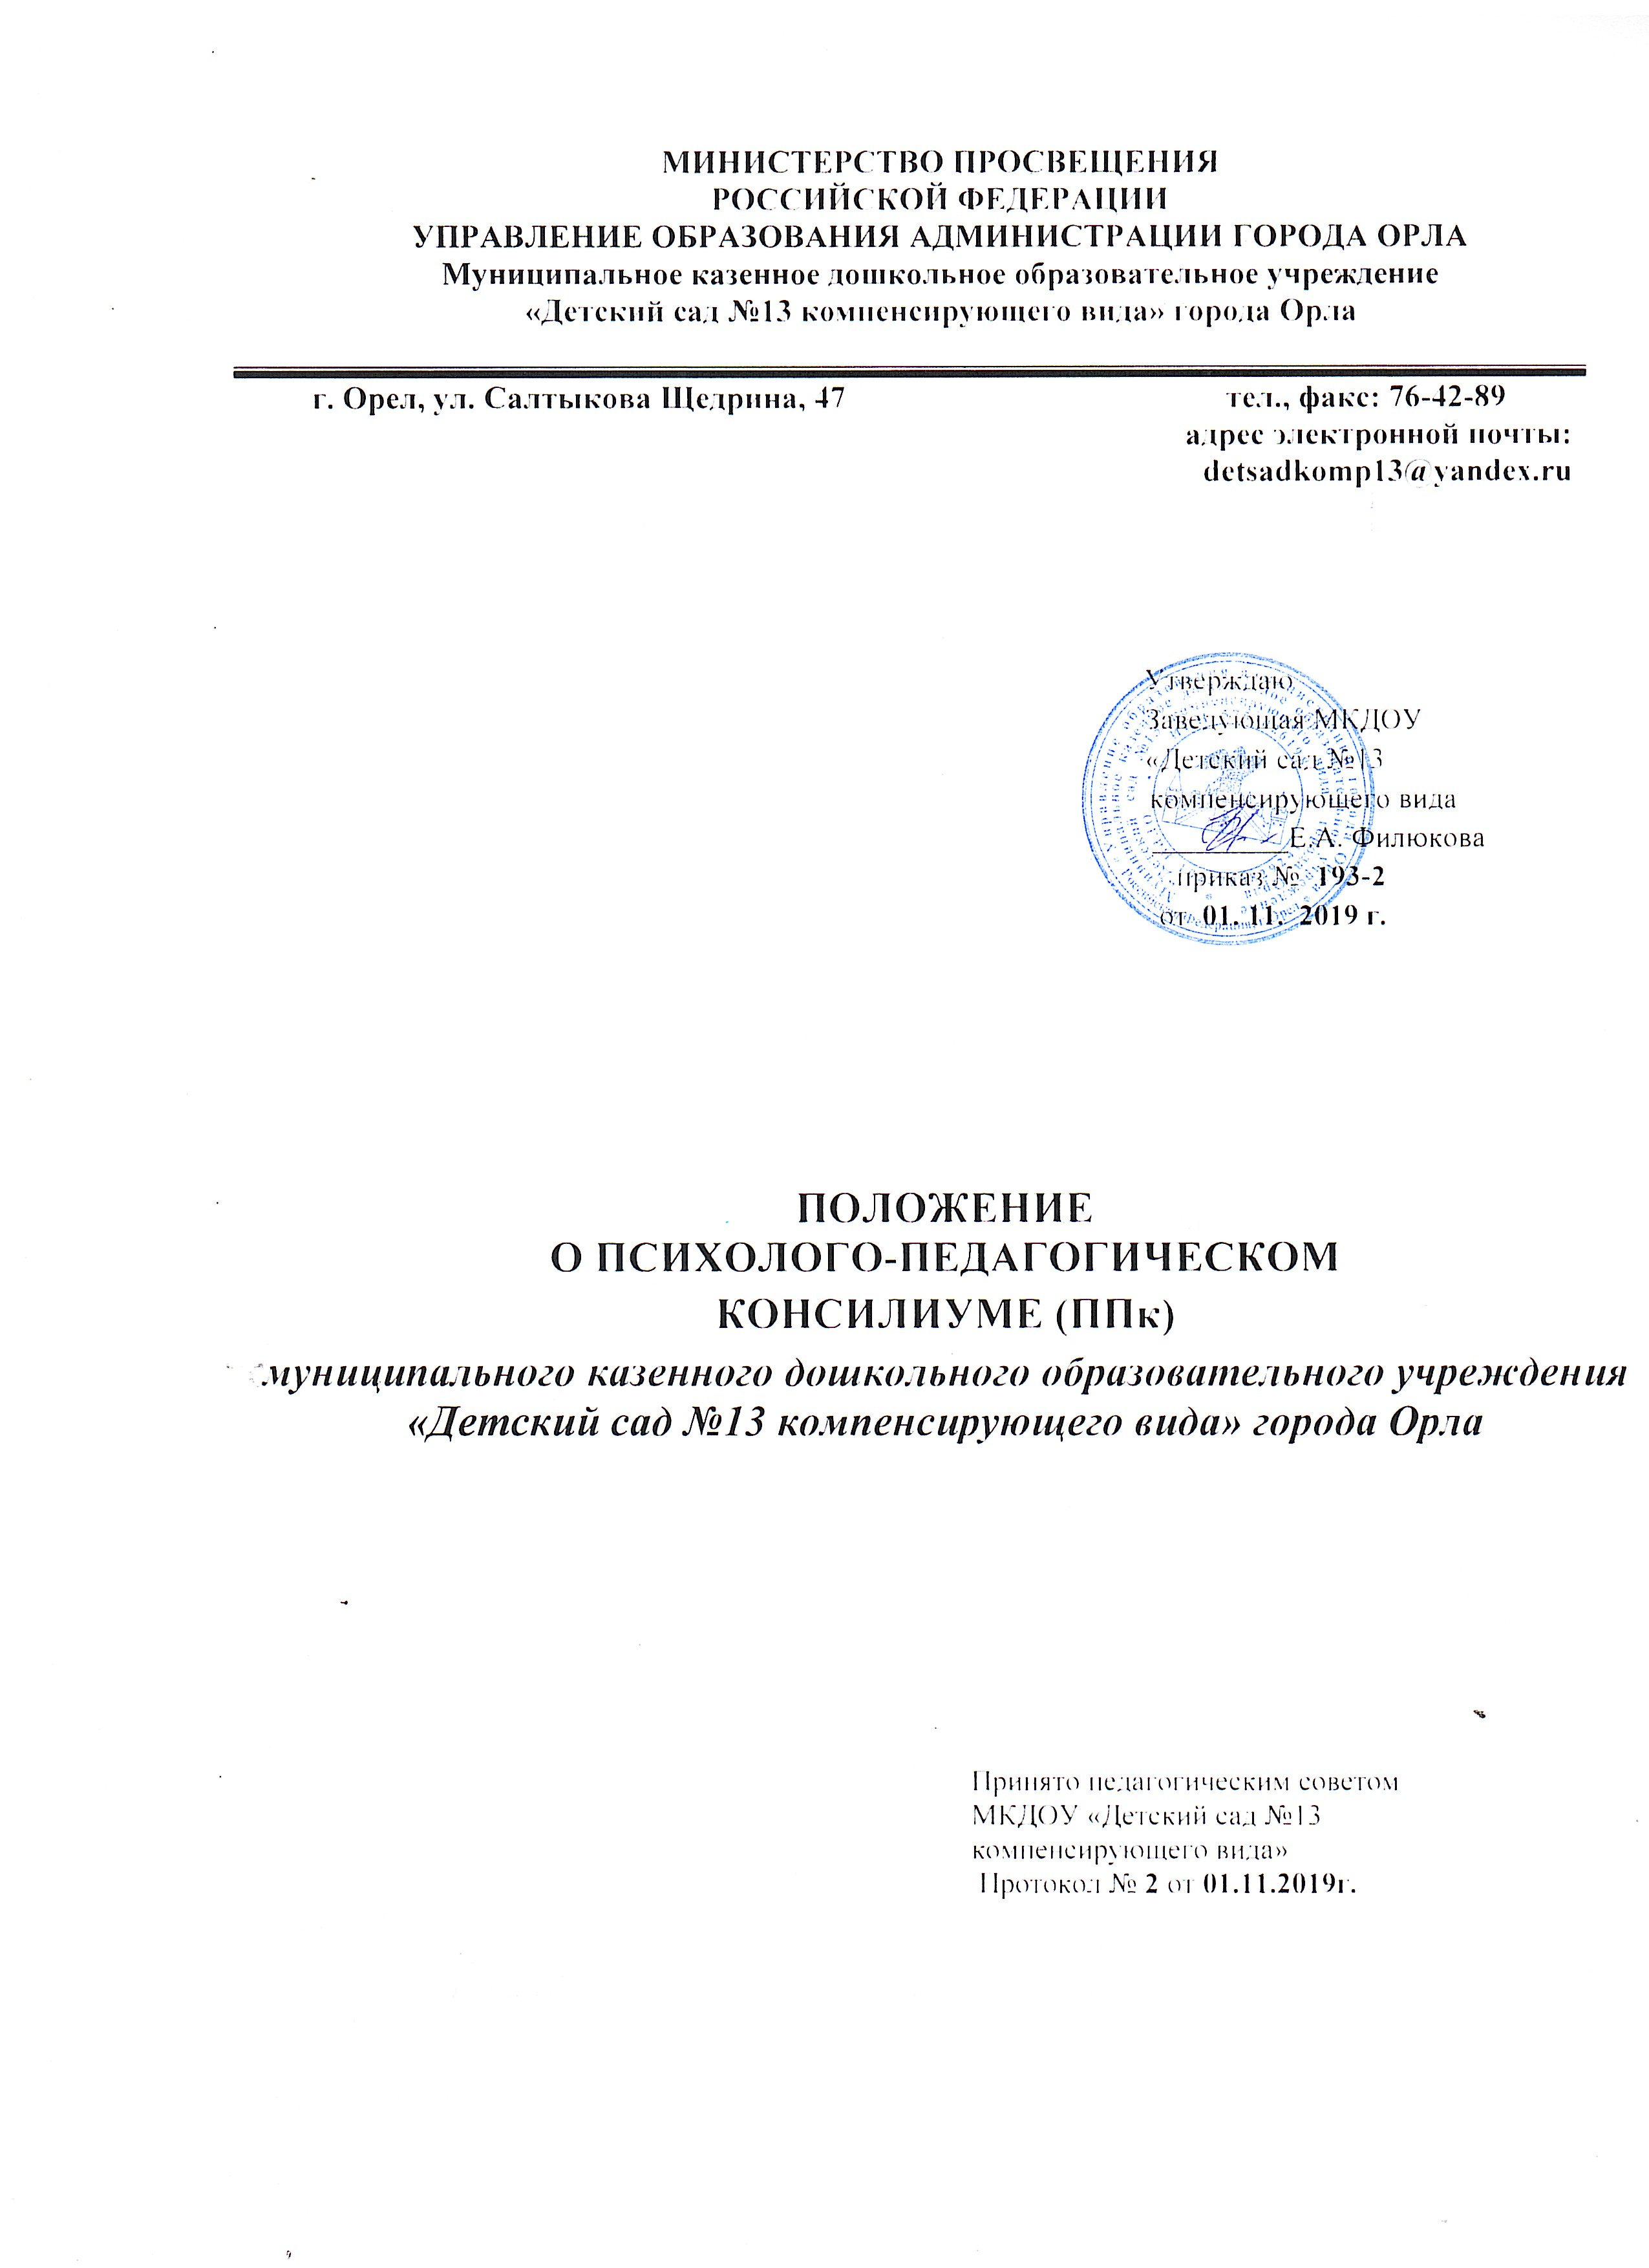 МИНИСТЕРСТВО ПРОСВЕЩЕНИЯ
РОССИЙСКОЙ ФЕДЕРАЦИИ
УПРАВЛЕНИЕ ОБРАЗОВАНИЯ АДМИНИСТРАЦИИ ГОРОДА ОРЛА
Муниципальное казенное дошкольное образовательное учреждение
«Детский сад №13 компенсирующего вида» города Орла
г. Орел, ул. Салтыкова Щедрина, 47
тел., факс: 76-42-89
адрес электронной почты:
detsadkomp13@yandex.ru
Утверждаю
Заведующая МКДОУ
«Детский сад №13
компенсирующего вида
Е.А. Филюкова
приказ № 193-2
от 01. 11. 2019 г.
ПОЛОЖЕНИЕ
О ПСИХОЛОГО-ПЕДАГОГИЧЕСКОМ
КОНСИЛИУМЕ (ППк)
муниципального казенного дошкольного образовательного учреждения
«Детский сад №13 компенсирующего вида» города Орла
Принято педагогическим советом
МКДОУ «Детский сад №13
компенсирующего вида»
Протокол № 2 от 01.11.2019г.